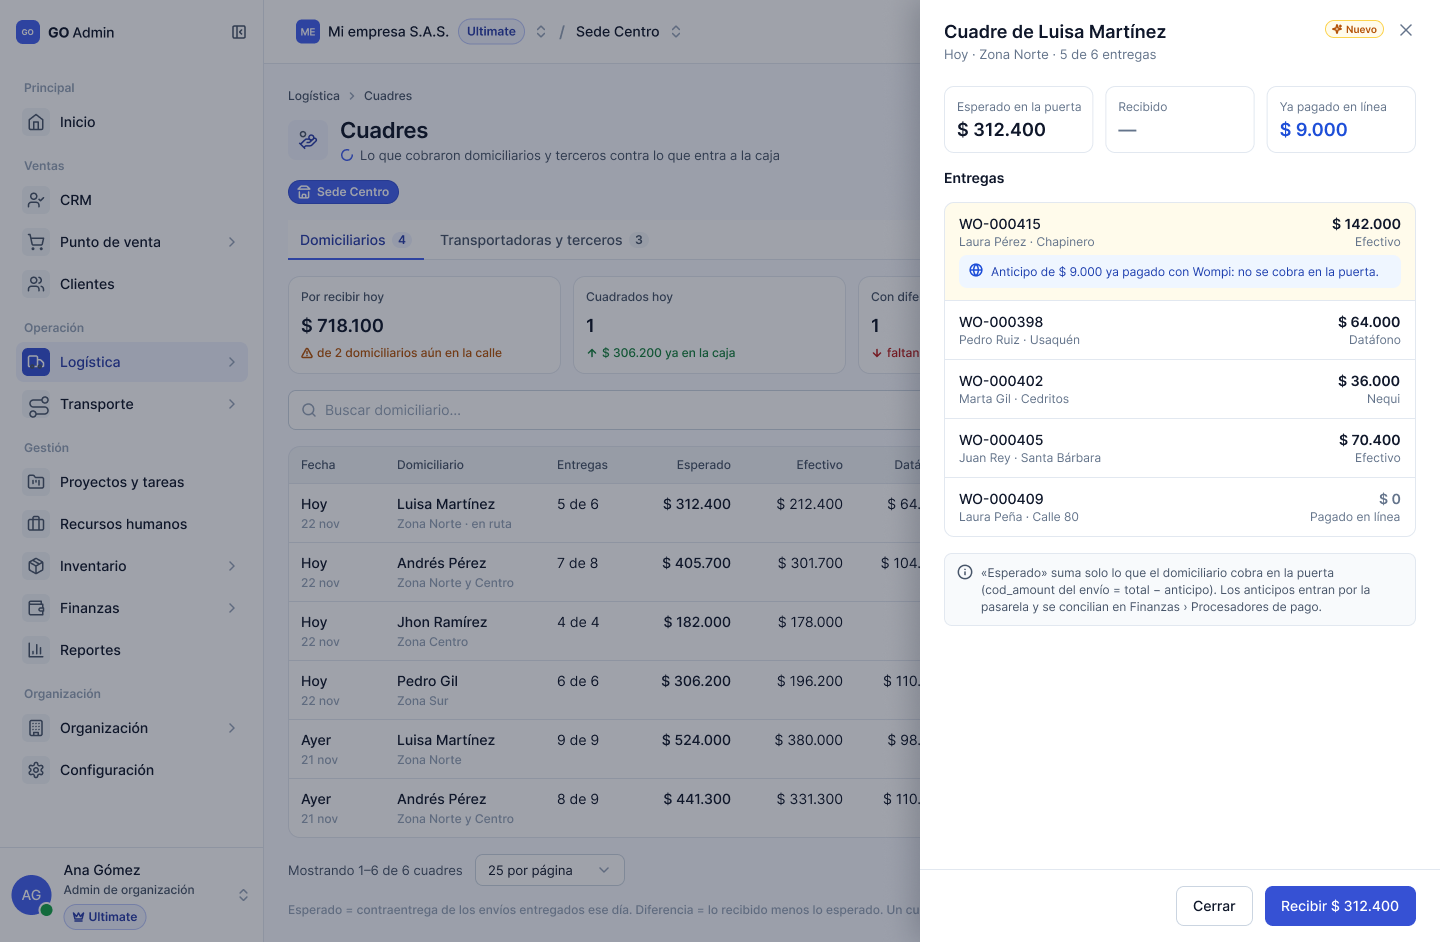 GO GO Admin
Principal
Inicio
Ventas
CRM
Punto de venta
Clientes
Operación
Logística
Transporte
Gestión
Proyectos y tareas
Recursos humanos
Inventario
Finanzas
Reportes
Organización
Organización
Configuración
AG
Ana Gómez
Admin de organización
Ultimate
ME Mi empresa S.A.S. Ultimate / Sede Centro
Logística > Cuadres
Cuadres
Lo que cobraron domiciliarios y terceros contra lo que entra a la caja
Sede Centro
Domiciliarios 4 Transportadoras y terceros 3
Por recibir hoy
$ 718.100
de 2 domiciliarios aún en la calle
Cuadrados hoy
1
↑ $ 306.200 ya en la caja
Con dife
1
↓ faltan
Buscar domiciliario...
Fecha Domiciliario Entregas Esperado Efectivo Datá
Hoy Luisa Martínez 5 de 6 $ 312.400 $ 212.400 $ 64.
22 nov Zona Norte · en ruta
Hoy Andrés Pérez 7 de 8 $ 405.700 $ 301.700 $ 104.
22 nov Zona Norte y Centro
Hoy Jhon Ramírez 4 de 4 $ 182.000 $ 178.000
22 nov Zona Centro
Hoy Pedro Gil 6 de 6 $ 306.200 $ 196.200 $ 110.
22 nov Zona Sur
Ayer Luisa Martínez 9 de 9 $ 524.000 $ 380.000 $ 98.
21 nov Zona Norte
Ayer Andrés Pérez 8 de 9 $ 441.300 $ 331.300 $ 110.
21 nov Zona Norte y Centro
Mostrando 1–6 de 6 cuadres 25 por página
Esperado = contraentrega de los envíos entregados ese día. Diferencia = lo recibido menos lo esperado. Un cu
Cuadre de Luisa Martínez Nuevo
Hoy · Zona Norte · 5 de 6 entregas
Esperado en la puerta
$ 312.400
Recibido
—
Ya pagado en línea
$ 9.000
Entregas
WO-000415 $ 142.000
Laura Pérez · Chapinero Efectivo
Anticipo de $ 9.000 ya pagado con Wompi: no se cobra en la puerta.
WO-000398 $ 64.000
Pedro Ruiz · Usaquén Datáfono
WO-000402 $ 36.000
Marta Gil · Cedritos Nequi
WO-000405 $ 70.400
Juan Rey · Santa Bárbara Efectivo
WO-000409 $ 0
Laura Peña · Calle 80 Pagado en línea
«Esperado» suma solo lo que el domiciliario cobra en la puerta
(cod_amount del envío = total − anticipo). Los anticipos entran por la
pasarela y se concilian en Finanzas › Procesadores de pago.
Cerrar Recibir $ 312.400